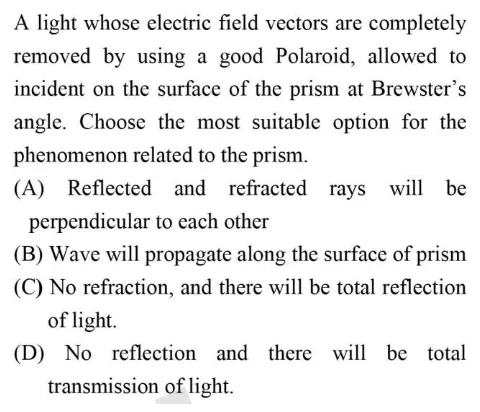 A light whose electric field vectors are completely
removed by using a good Polaroid, allowed to
incident on the surface of the prism at Brewster's
angle. Choose the most suitable option for the
phenomenon related to the prism.
(A) Reflected and refracted rays will be
perpendicular to each other
(B) Wave will propagate along the surface of prism
(C) No refraction, and there will be total reflection
of light.
(D) No reflection and there will be total
transmission of light.